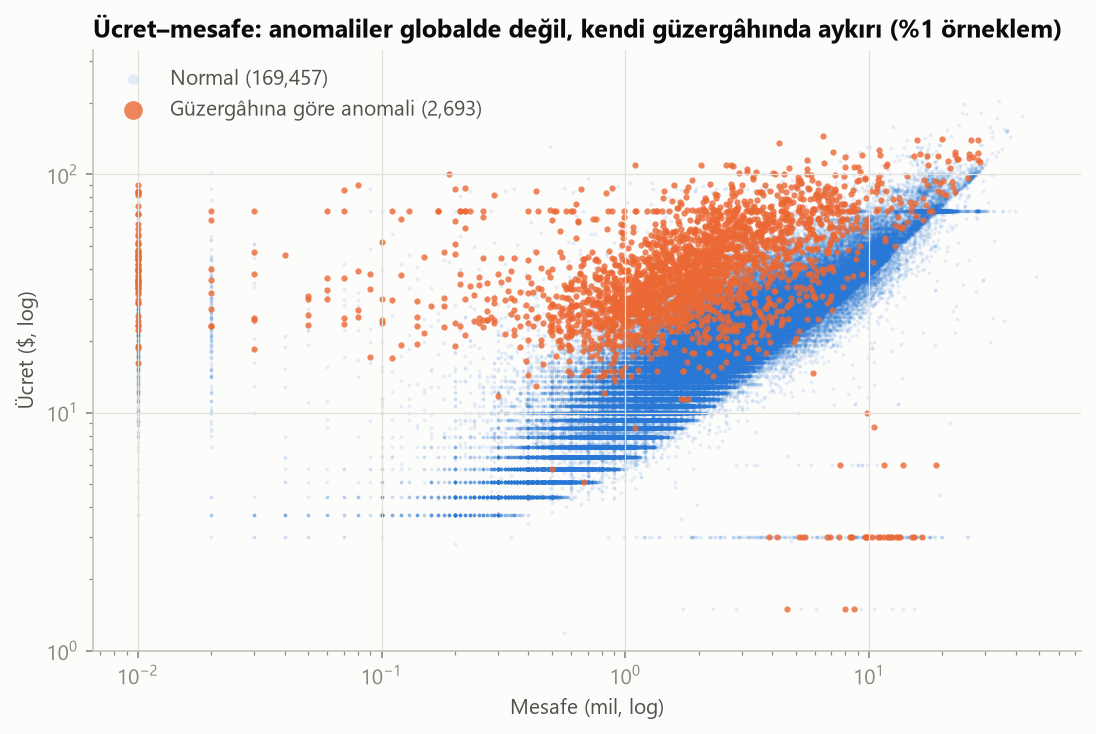 Ücret–mesafe: anomaliler globalde değil, kendi güzergâhında aykırı (%1 örneklem)
Normal (169,457)
Güzergâhına göre anomali (2,693)
Ücret ($, log)
10²
10¹
10⁰
10⁻²
10⁻¹
10⁰
10¹
Mesafe (mil, log)